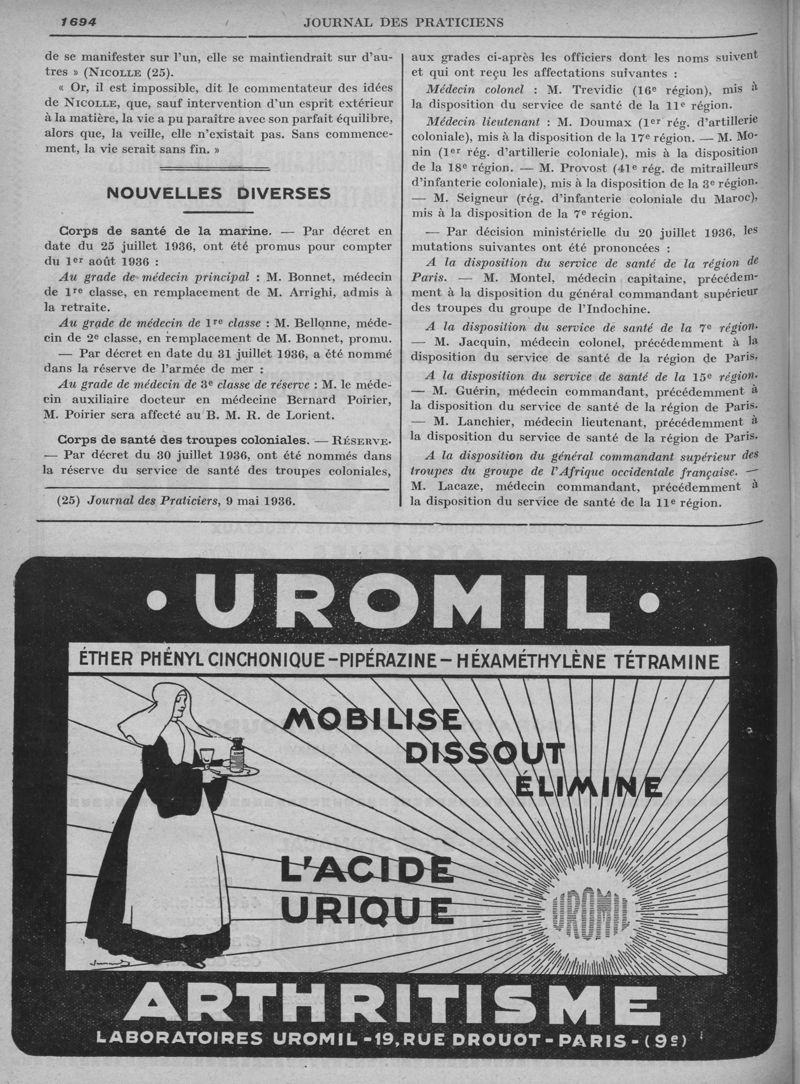 1694
JOURNAL DES PRATICIENS
de se manifester sur l'un, elle se maintiendrait sur d'au-
tres » (NICOLLE (25).
« Or, il est impossible, dit le commentateur des idées
de NICOLLE, que, sauf intervention d'un esprit extérieur
à la matière, la vie a pu paraître avec son parfait équilibre,
alors que, la veille, elle n'existait pas. Sans commence-
ment, la vie serait sans fin. »
NOUVELLES DIVERSES
Corps de santé de la marine. — Par décret en
date du 25 juillet 1936, ont été promus pour compter
du 1er août 1936 :
Au grade de médecin principal : M. Bonnet, médecin
de 1re classe, en remplacement de M. Arrighi, admis à
la retraite.
Au grade de médecin de 1re classe : M. Bellonne, méde-
cin de 2e classe, en remplacement de M. Bonnet, promu.
— Par décret en date du 31 juillet 1936, a été nommé
dans la réserve de l'armée de mer :
Au grade de médecin de 3e classe de réserve : M. le méde-
cin auxiliaire docteur en médecine Bernard Poirier,
M. Poirier sera affecté au B. M. R. de Lorient.
Corps de santé des troupes coloniales. — RÉSERVE.
— Par décret du 30 juillet 1936, ont été nommés dans
la réserve du service de santé des troupes coloniales,
(25) Journal des Praticiers, 9 mai 1936.
aux grades ci-après les officiers dont les noms suivent
et qui ont reçu les affectations suivantes :
Médecin colonel : M. Trevidic (16e région), mis à
la disposition du service de santé de la 11e région.
Médecin lieutenant : M. Doumax (1er rég. d'artillerie
coloniale), mis à la disposition de la 17e région. — M. Mo-
nin (1er rég. d'artillerie coloniale), mis à la disposition
de la 18e région. — M. Provost (41e rég. de mitrailleurs
d'infanterie coloniale), mis à la disposition de la 3e région.
— M. Seigneur (rég. d'infanterie coloniale du Maroc),
mis à la disposition de la 7e région.
— Par décision ministérielle du 20 juillet 1936, les
mutations suivantes ont été prononcées :
A la disposition du service de santé de la région de
Paris. — M. Montel, médecin capitaine, précédem-
ment à la disposition du général commandant supérieur
des troupes du groupe de l'Indochine.
A la disposition du service de santé de la 7e région.
— M. Jacquin, médecin colonel, précédemment à la
disposition du service de santé de la région de Paris.
A la disposition du service de santé de la 15e région.
— M. Guérin, médecin commandant, précédemment à
la disposition du service de santé de la région de Paris.
— M. Lanchier, médecin lieutenant, précédemment à
la disposition du service de santé de la région de Paris.
A la disposition du général commandant supérieur des
troupes du groupe de l'Afrique occidentale française. —
M. Lacaze, médecin commandant, précédemment à
la disposition du service de santé de la 11e région.
• UROMIL •
ÉTHER PHÉNYL CINCHONIQUE - PIPÉRAZINE - HÉXAMÉTHYLÈNE TÉTRAMINE
MOBILISE
DISSOUT
ÉLIMINE
L'ACIDE
URIQUE
UROMIL
ARTHRITISME
LABORATOIRES UROMIL - 19, RUE DROUOT - PARIS - (9e)